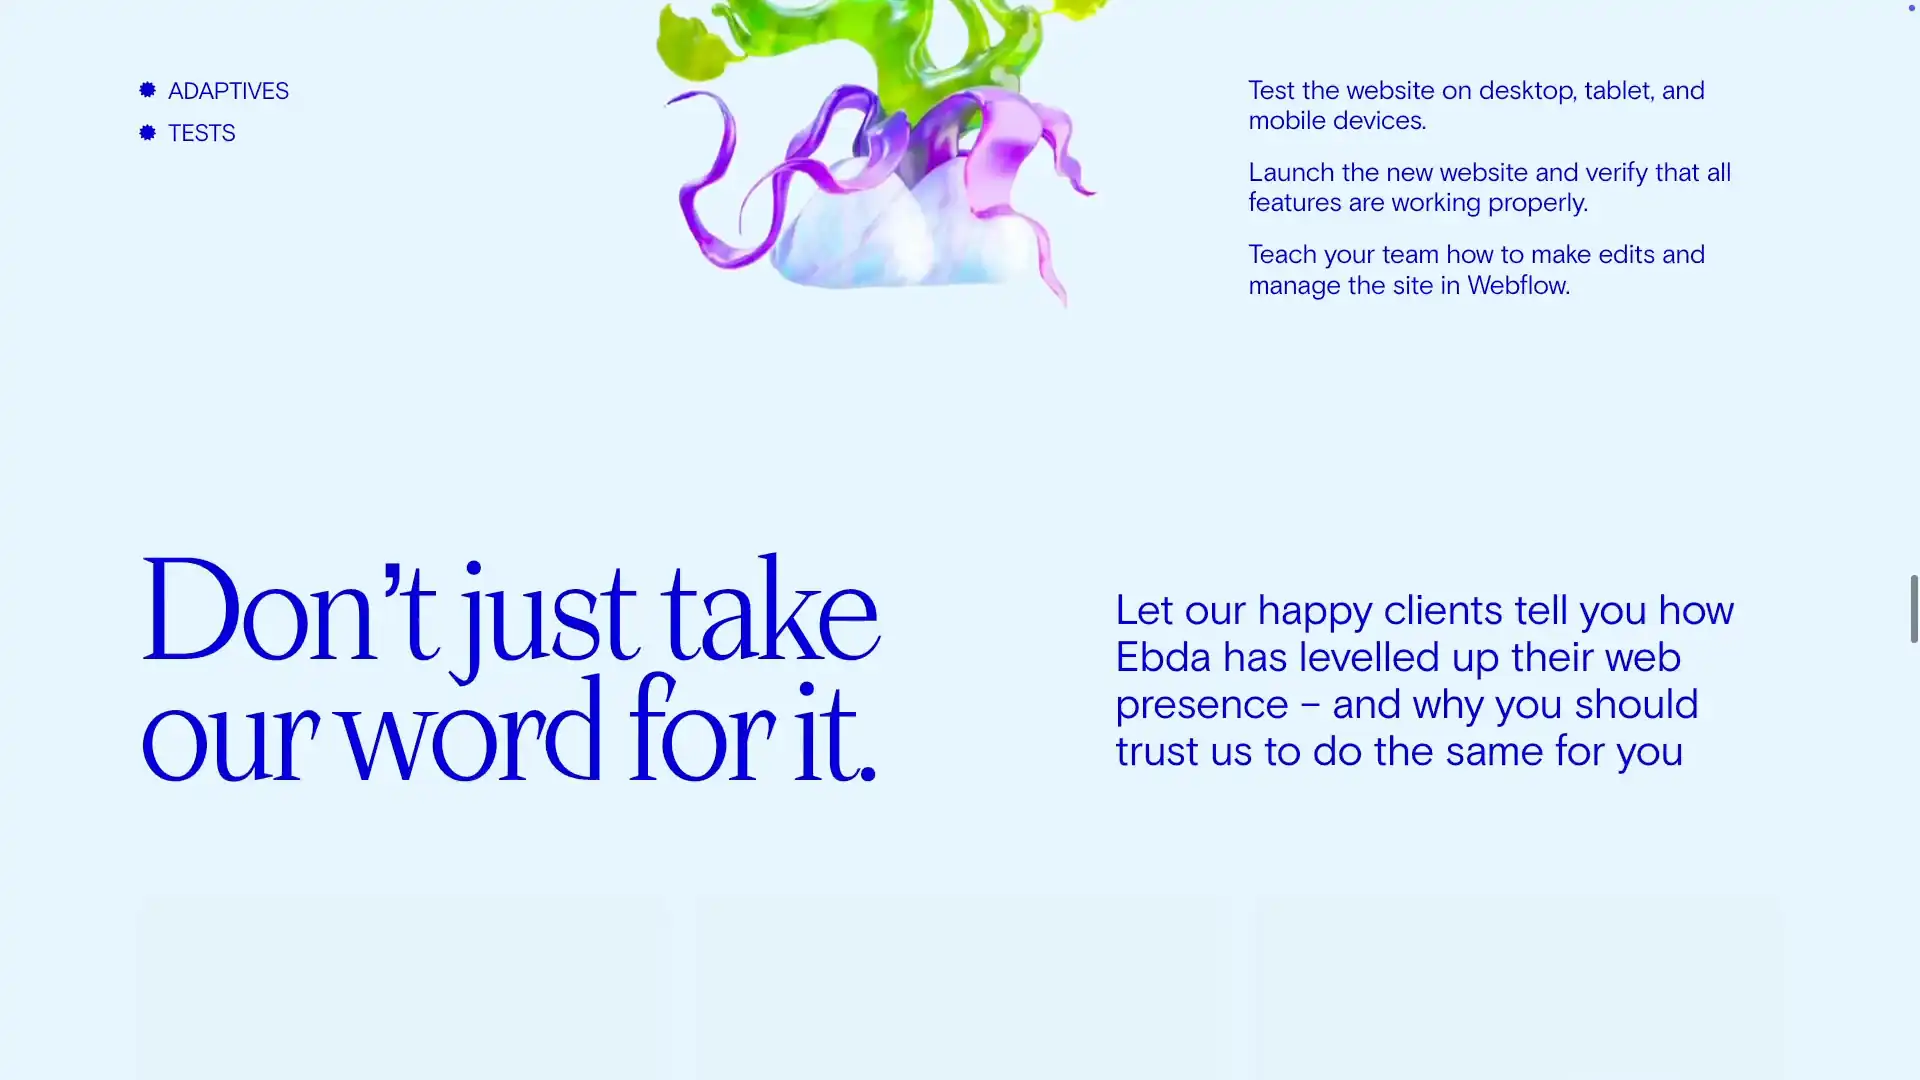 ADAPTIVES
TESTS
Test the website on desktop, tablet, and
mobile devices.
Launch the new website and verify that all
features are working properly.
Teach your team how to make edits and
manage the site in Webflow.
Don’t just take
our word for it.
Let our happy clients tell you how
Ebda has levelled up their web
presence – and why you should
trust us to do the same for you